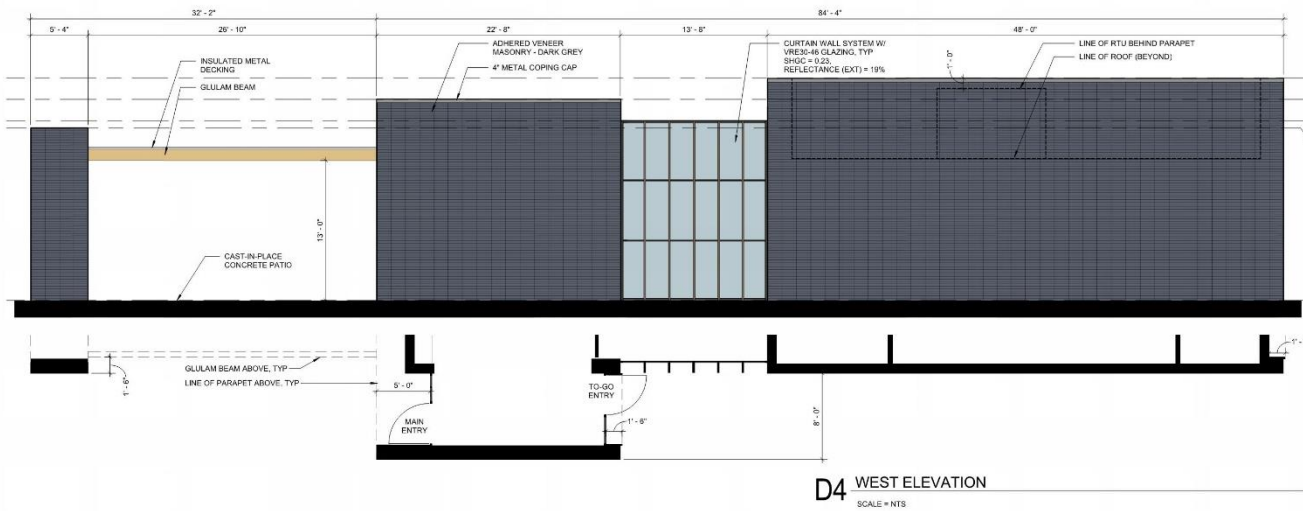 32' - 2"
84' - 4"
5' - 4"
26' - 10"
22' - 8"
13' - 8"
48' - 0"
INSULATED METAL
DECKING
GLULAM BEAM
ADHERED VENEER
MASONRY - DARK GREY
4" METAL COPING CAP
CURTAIN WALL SYSTEM W/
VRE30-46 GLAZING, TYP
SHGC = 0.23,
REFLECTANCE (EXT) = 19%
1' - 0"
LINE OF RTU BEHIND PARAPET
LINE OF ROOF (BEYOND)
13' - 0"
CAST-IN-PLACE
CONCRETE PATIO
1' - 6"
GLULAM BEAM ABOVE, TYP
LINE OF PARAPET ABOVE, TYP
5' - 0"
MAIN
ENTRY
TO-GO
ENTRY
1' - 6"
8' - 0"
1' -
D4 WEST ELEVATION
SCALE = NTS